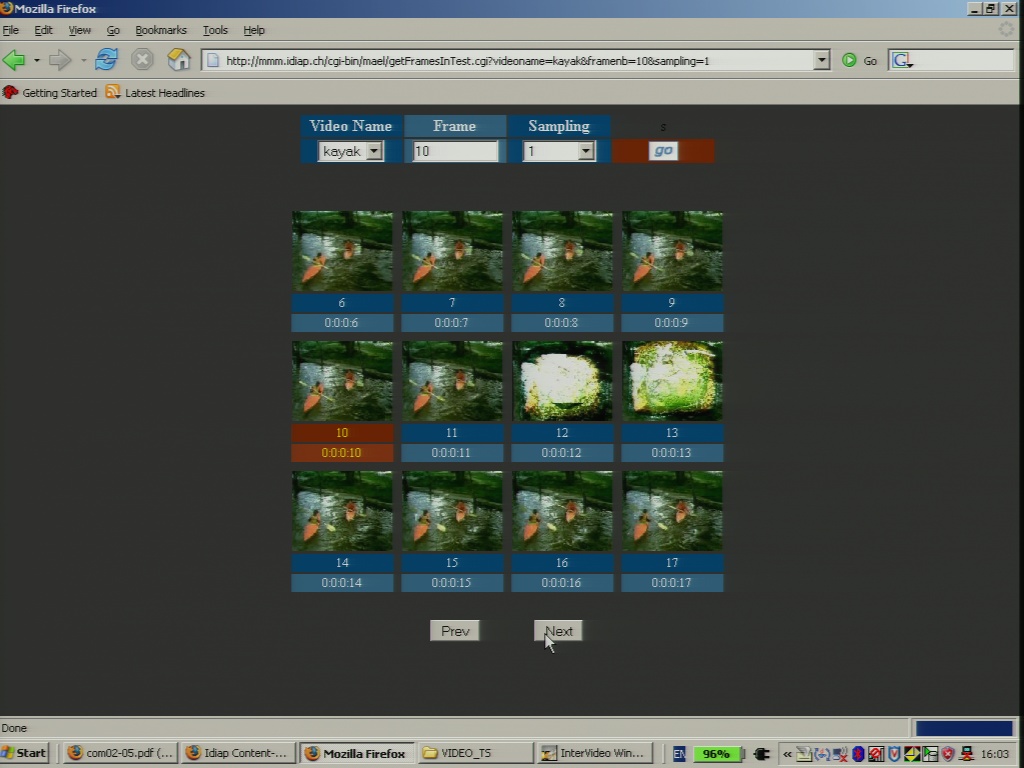 Mozilla Firefox
File Edit View Go Bookmarks Tools Help
http://mmm.idiap.ch/cgi-bin/mael/getFramesInTest.cgi?videoname=kayak&framenb=10&sampling=1 Go G
Getting Started Latest Headlines
Video Name Frame Sampling s
kayak 10 1 go
6 7 8 9
0:0:0:6 0:0:0:7 0:0:0:8 0:0:0:9
10 11 12 13
0:0:0:10 0:0:0:11 0:0:0:12 0:0:0:13
14 15 16 17
0:0:0:14 0:0:0:15 0:0:0:16 0:0:0:17
Prev Next
Done
Start com02-05.pdf (... Idiap Content-... Mozilla Firefox VIDEO_TS InterVideo Win... EN 96% « 16:03